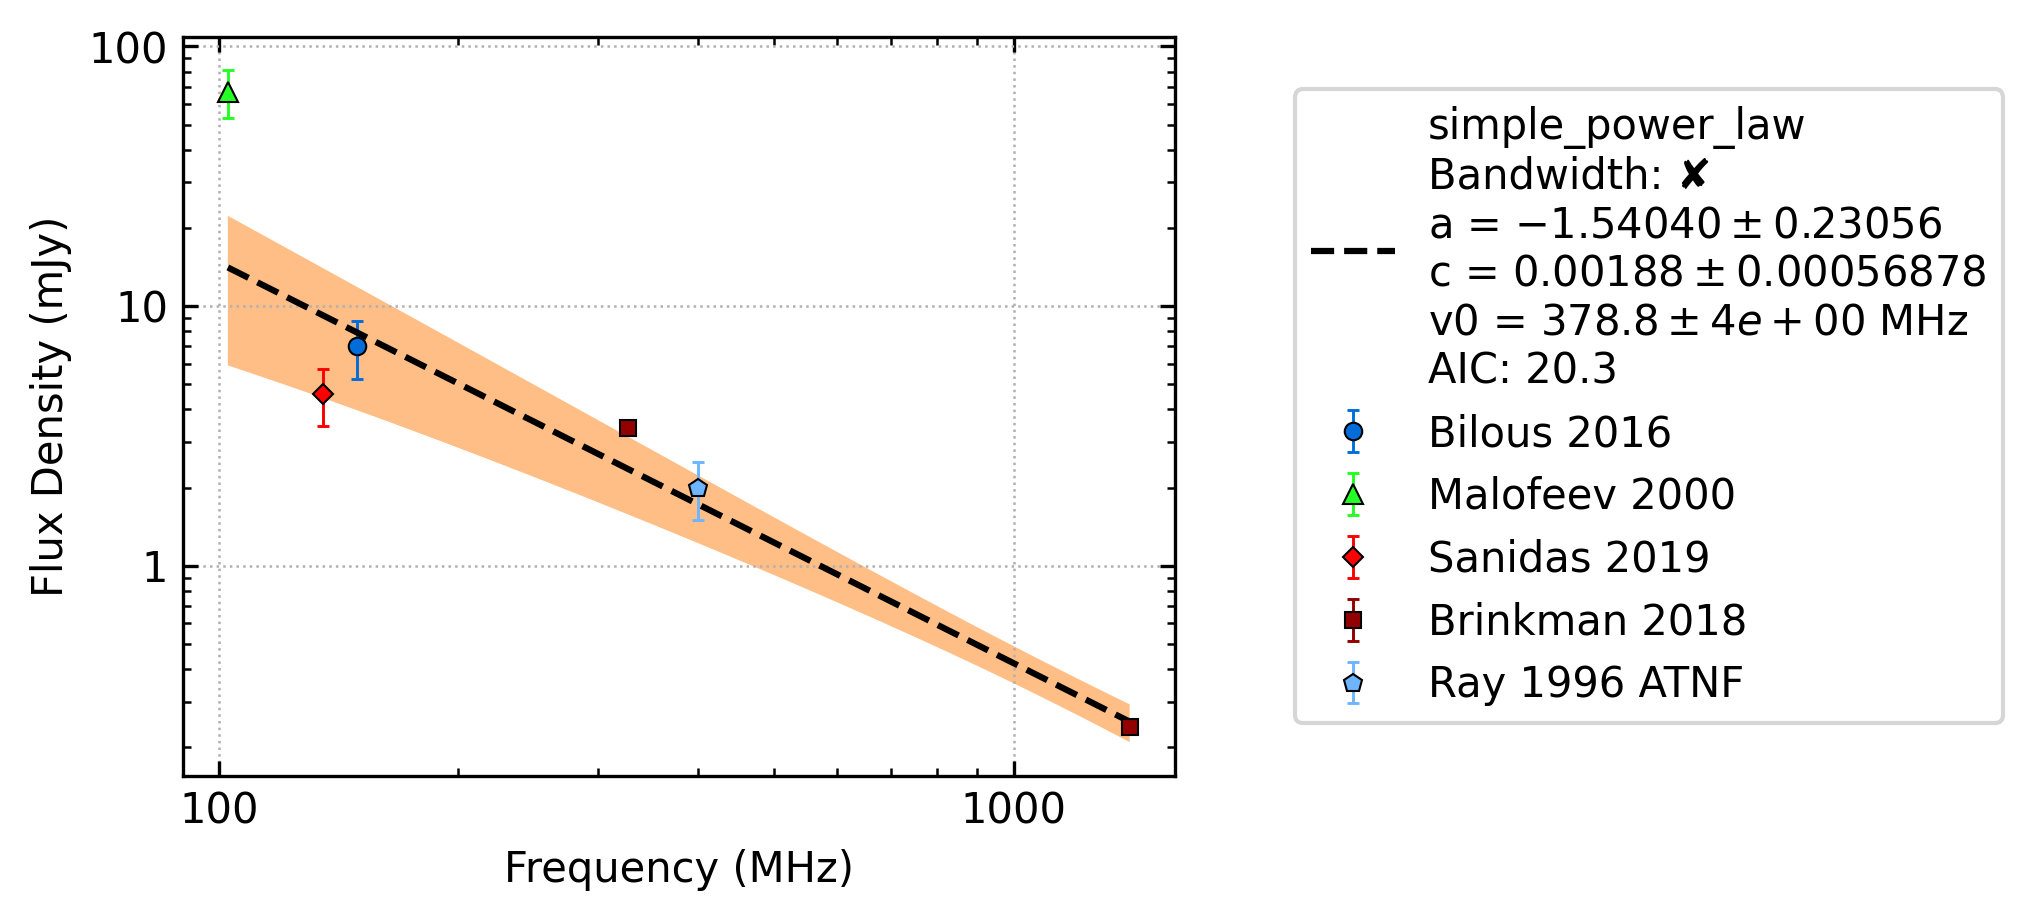 100
10
1
100
1000
Flux Density (mJy)
Frequency (MHz)
simple_power_law
Bandwidth: ✘
a = −1.54040 ± 0.23056
c = 0.00188 ± 0.00056878
v0 = 378.8 ± 4e + 00 MHz
AIC: 20.3
Bilous 2016
Malofeev 2000
Sanidas 2019
Brinkman 2018
Ray 1996 ATNF